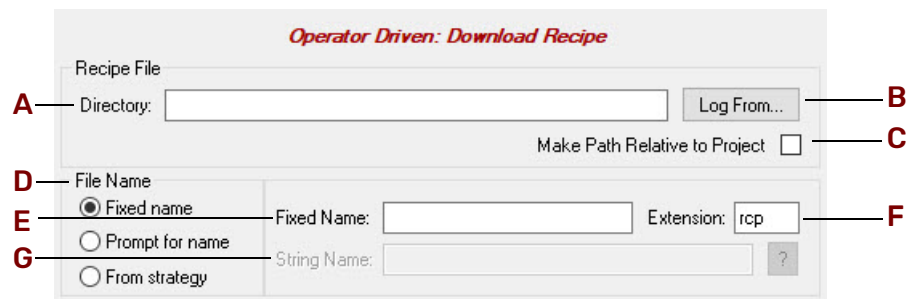 Operator Driven: Download Recipe
Recipe File
A Directory: Log From... B
Make Path Relative to Project C
D File Name
Fixed name
E Fixed Name: Extension: rcp F
Prompt for name
G String Name: ?
From strategy